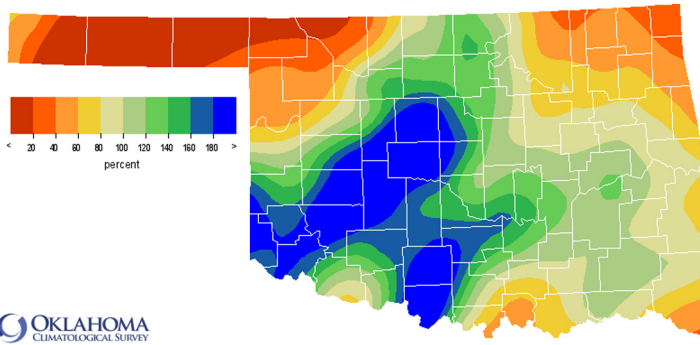 < 20 40 60 80 100 120 140 160 180 >
percent
OKLAHOMA
CLIMATOLOGICAL SURVEY